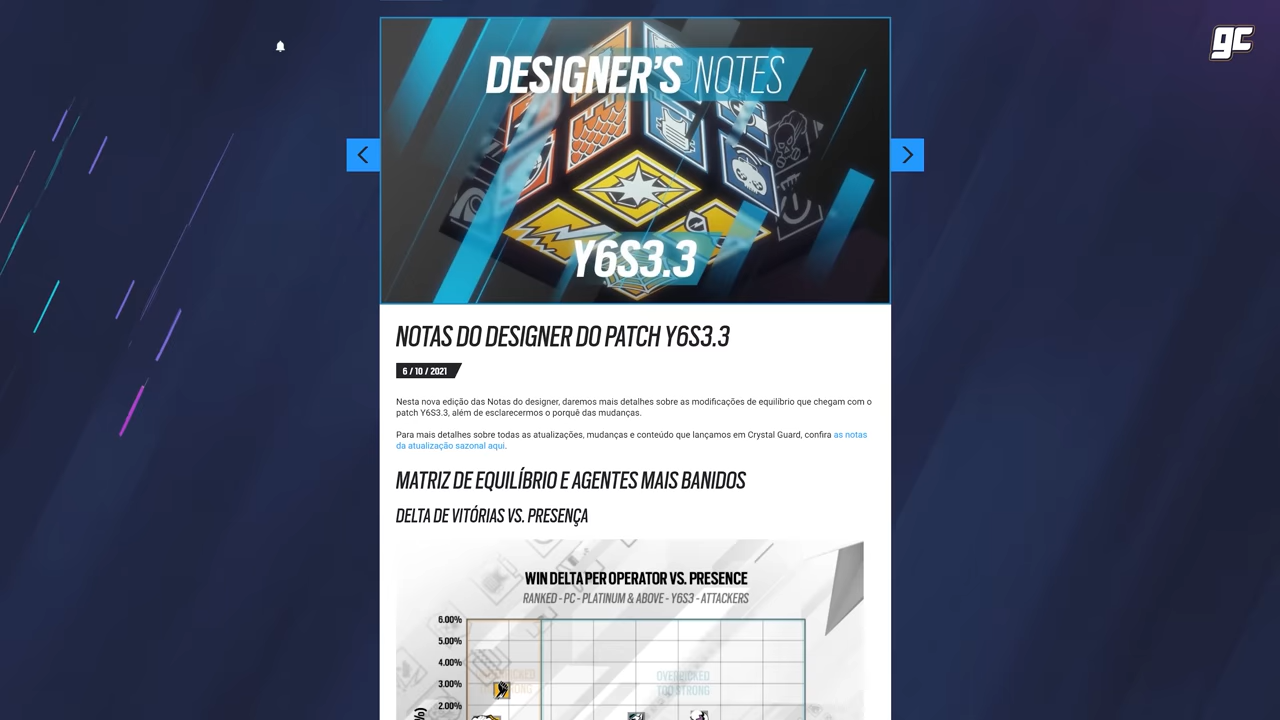 gc
DESIGNER'S NOTES
Y6S3.3
NOTAS DO DESIGNER DO PATCH Y6S3.3
6 / 10 / 2021
Nesta nova edição das Notas do designer, daremos mais detalhes sobre as modificações de equilíbrio que chegam com o
patch Y6S3.3, além de esclarecermos o porquê das mudanças.
Para mais detalhes sobre todas as atualizações, mudanças e conteúdo que lançamos em Crystal Guard, confira as notas
da atualização sazonal aqui.
MATRIZ DE EQUILÍBRIO E AGENTES MAIS BANIDOS
DELTA DE VITÓRIAS VS. PRESENÇA
WIN DELTA PER OPERATOR VS. PRESENCE
RANKED - PC - PLATINUM & ABOVE - Y6S3 - ATTACKERS
6.00%
5.00%
4.00%
3.00%
TOO STRONG
2.00%